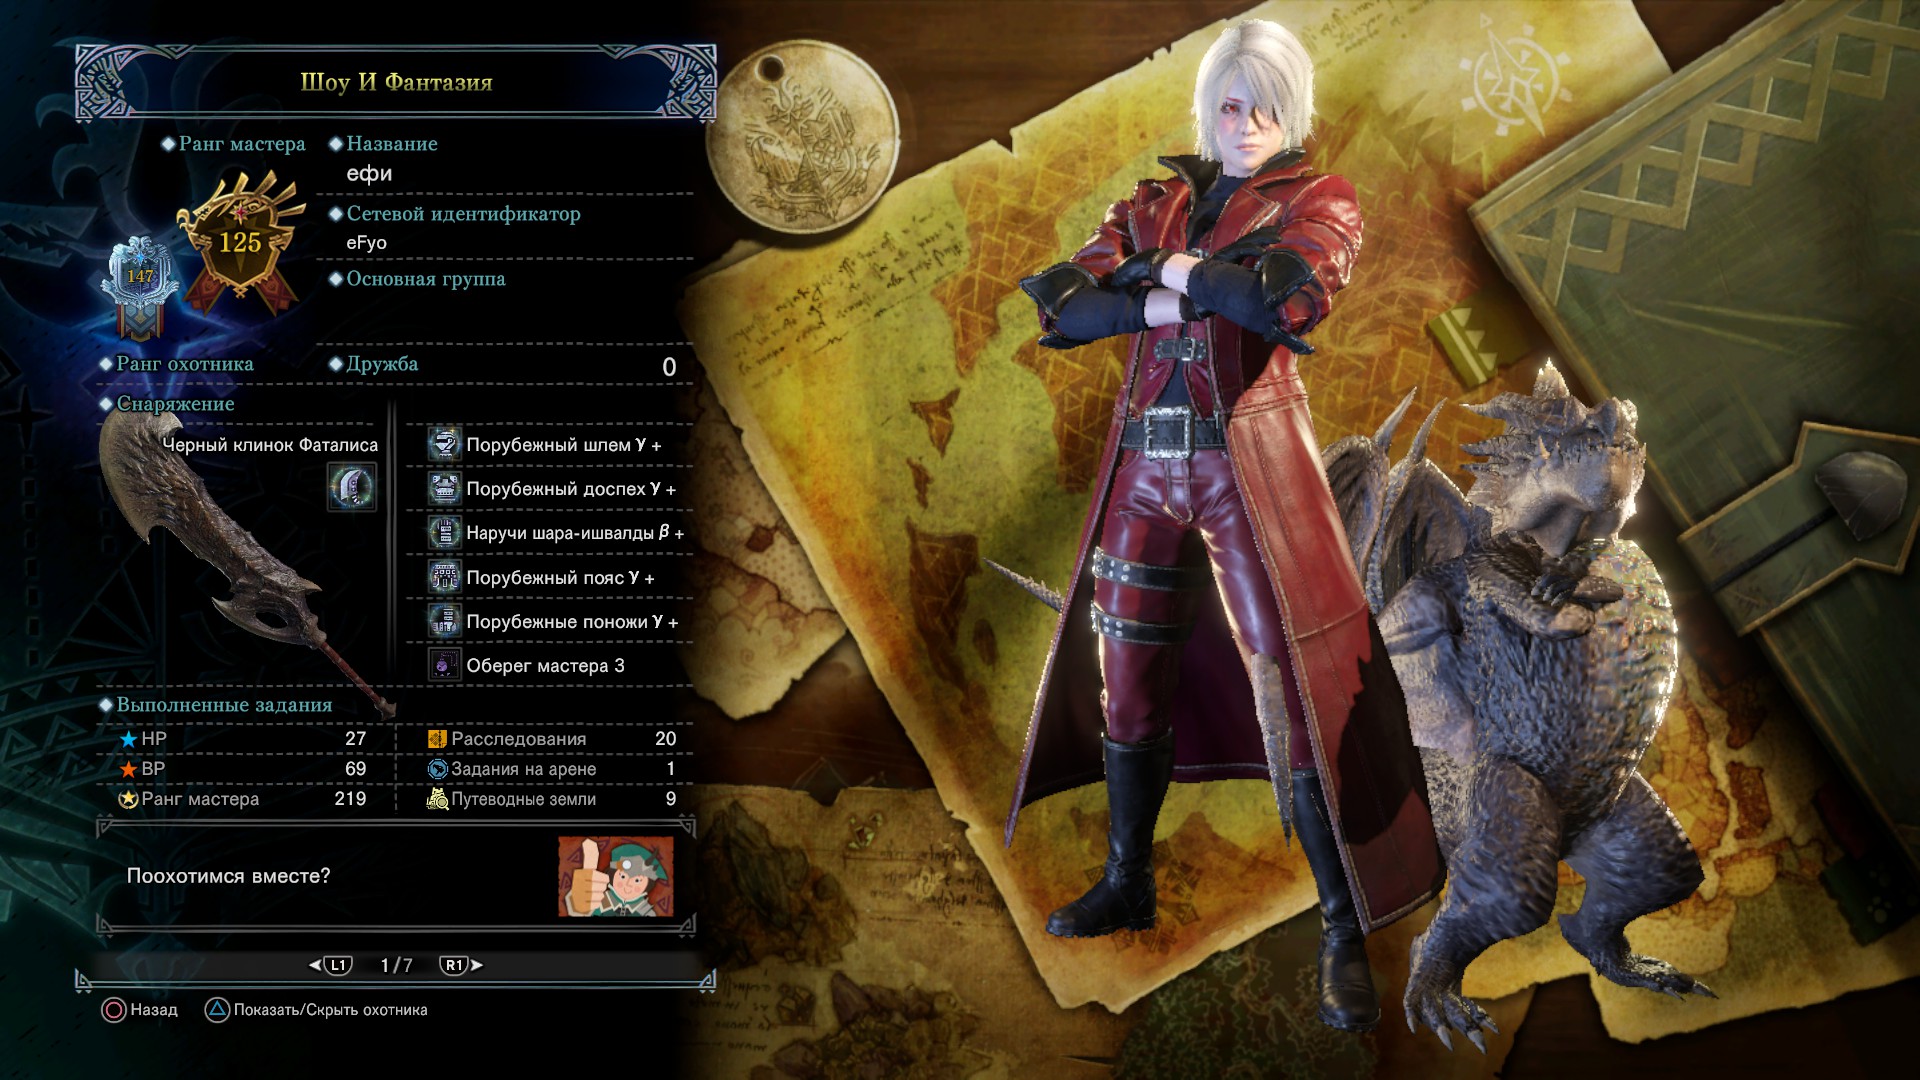 Шоу И Фантазия
Ранг мастера
125
147
Ранг охотника
Название
ефи
Сетевой идентификатор
eFyo
Основная группа
Дружба 0
Снаряжение
Черный клинок Фаталиса
Порубежный шлем γ +
Порубежный доспех γ +
Наручи шара-ишвалды β +
Порубежный пояс γ +
Порубежные поножи γ +
Оберег мастера 3
Выполненные задания
НР 27
ВР 69
Ранг мастера 219
Расследования 20
Задания на арене 1
Путеводные земли 9
Поохотимся вместе?
L1 1/7 R1
Назад Показать/Скрыть охотника